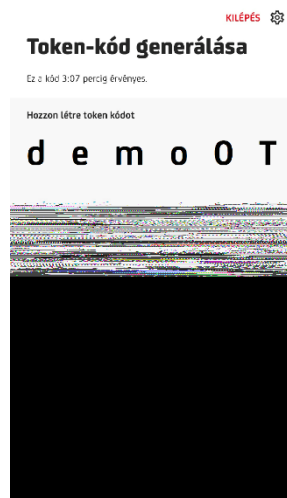 KILÉPÉS
Token-kód generálása
Ez a kód 3:07 percig érvényes.
Hozzon létre token kódot
d e m o 0 T